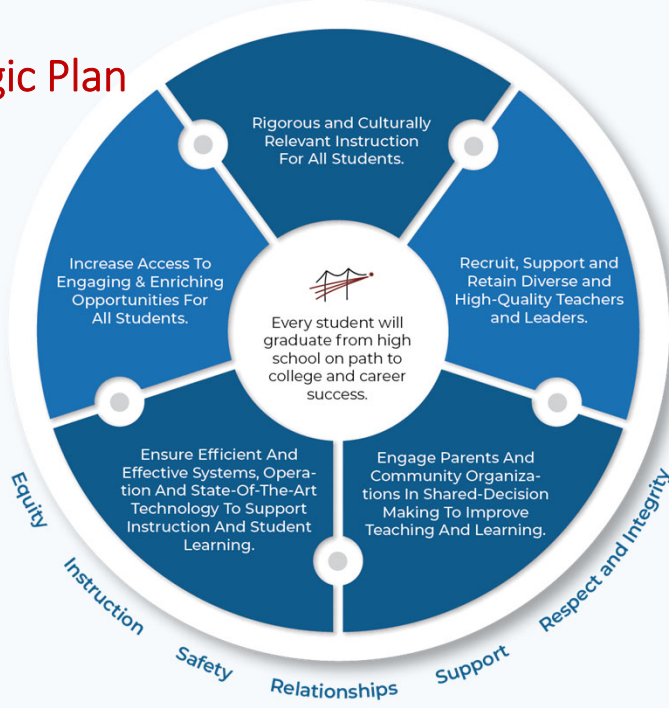 gic Plan
Rigorous and Culturally
Relevant Instruction
For All Students.
Increase Access To
Engaging & Enriching
Opportunities For
All Students.
Recruit, Support and
Retain Diverse and
High-Quality Teachers
and Leaders.
Every student will
graduate from high
school on path to
college and career
success.
Ensure Efficient And
Effective Systems, Opera-
tion And State-Of-The-Art
Technology To Support
Instruction And Student
Learning.
Engage Parents And
Community Organiza-
tions In Shared-Decision
Making To Improve
Teaching And Learning.
Equity
Instruction
Safety
Relationships
Support
Respect and Integrity